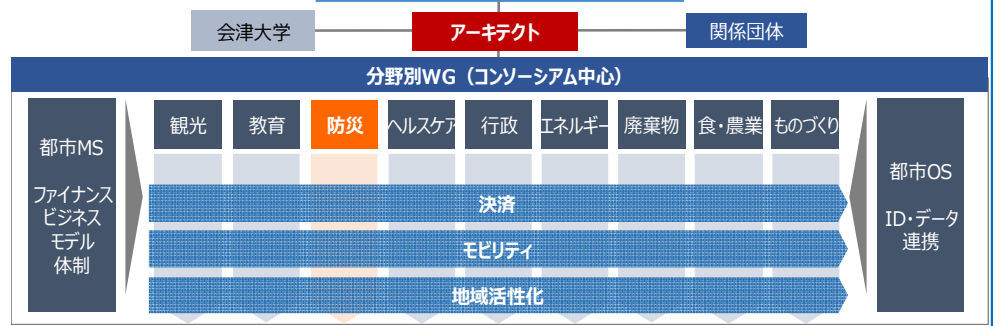 会津大学
アーキテクト
関係団体
分野別WG（コンソーシアム中心）
都市MS
ファイナンス
ビジネス
モデル
体制
観光
教育
防災
ヘルスケア
行政
エネルギー
廃棄物
食・農業
ものづくり
決済
モビリティ
地域活性化
都市OS
ID・データ
連携